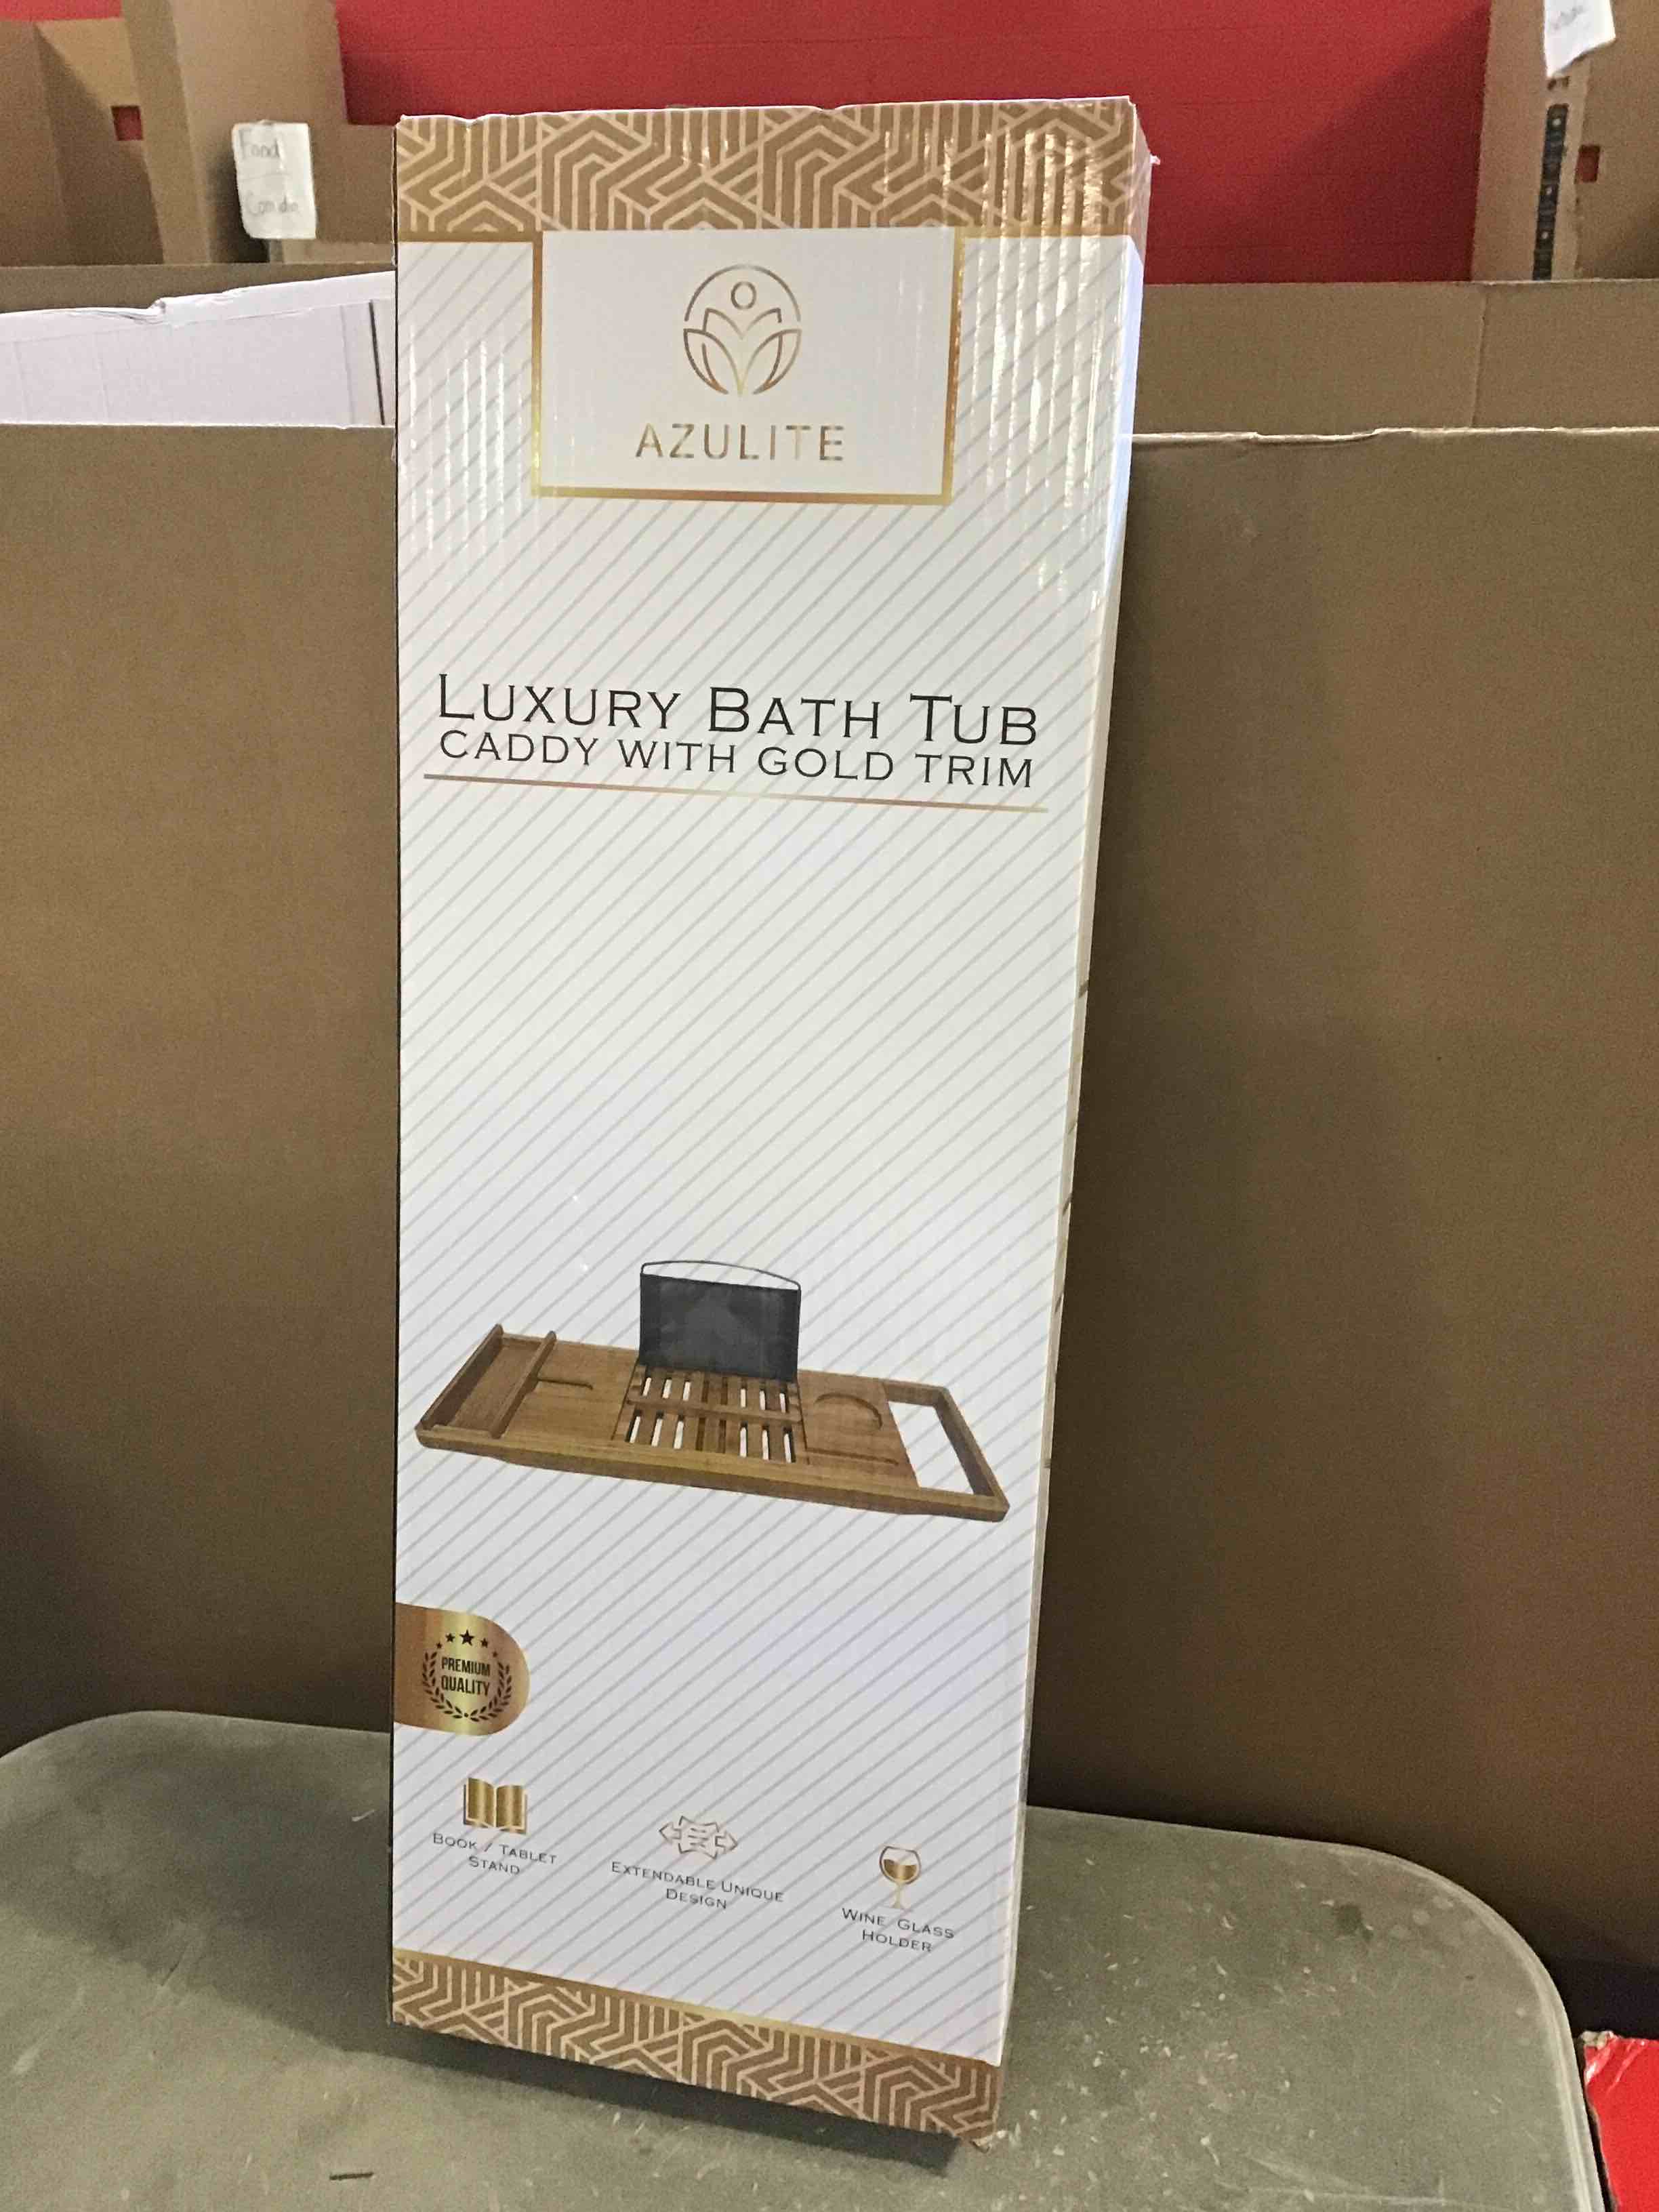 Food
AZULITE
LUXURY BATH TUB
CADDY WITH GOLD TRIM
PREMIUM
QUALITY
BOOK / TABLET
STAND
EXTENDABLE UNIQUE
DESIGN
WINE GLASS
HOLDER